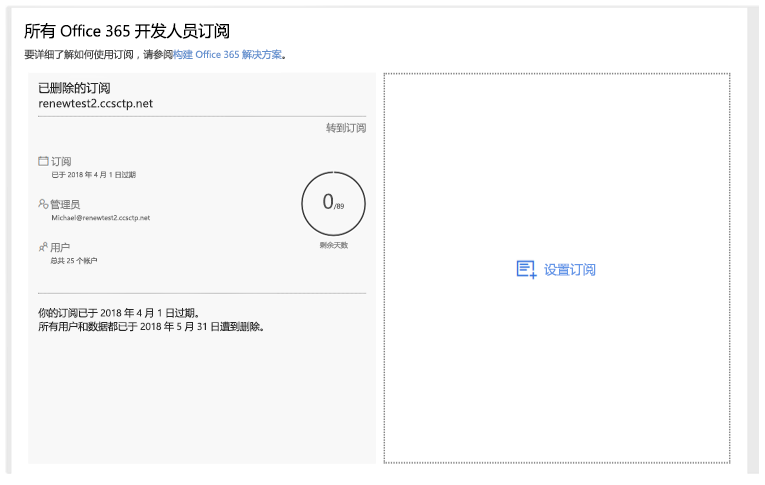 所有 Office 365 开发人员订阅
要详细了解如何使用订阅，请参阅构建 Office 365 解决方案。
已删除的订阅
renewtest2.ccsctp.net
转到订阅
订阅
已于 2018 年 4 月 1 日过期
管理员
Michael@renewtest2.ccsctp.net
用户
总共 25 个帐户
0/89
剩余天数
你的订阅已于 2018 年 4 月 1 日过期。
所有用户和数据都已于 2018 年 5 月 31 日遭到删除。
设置订阅